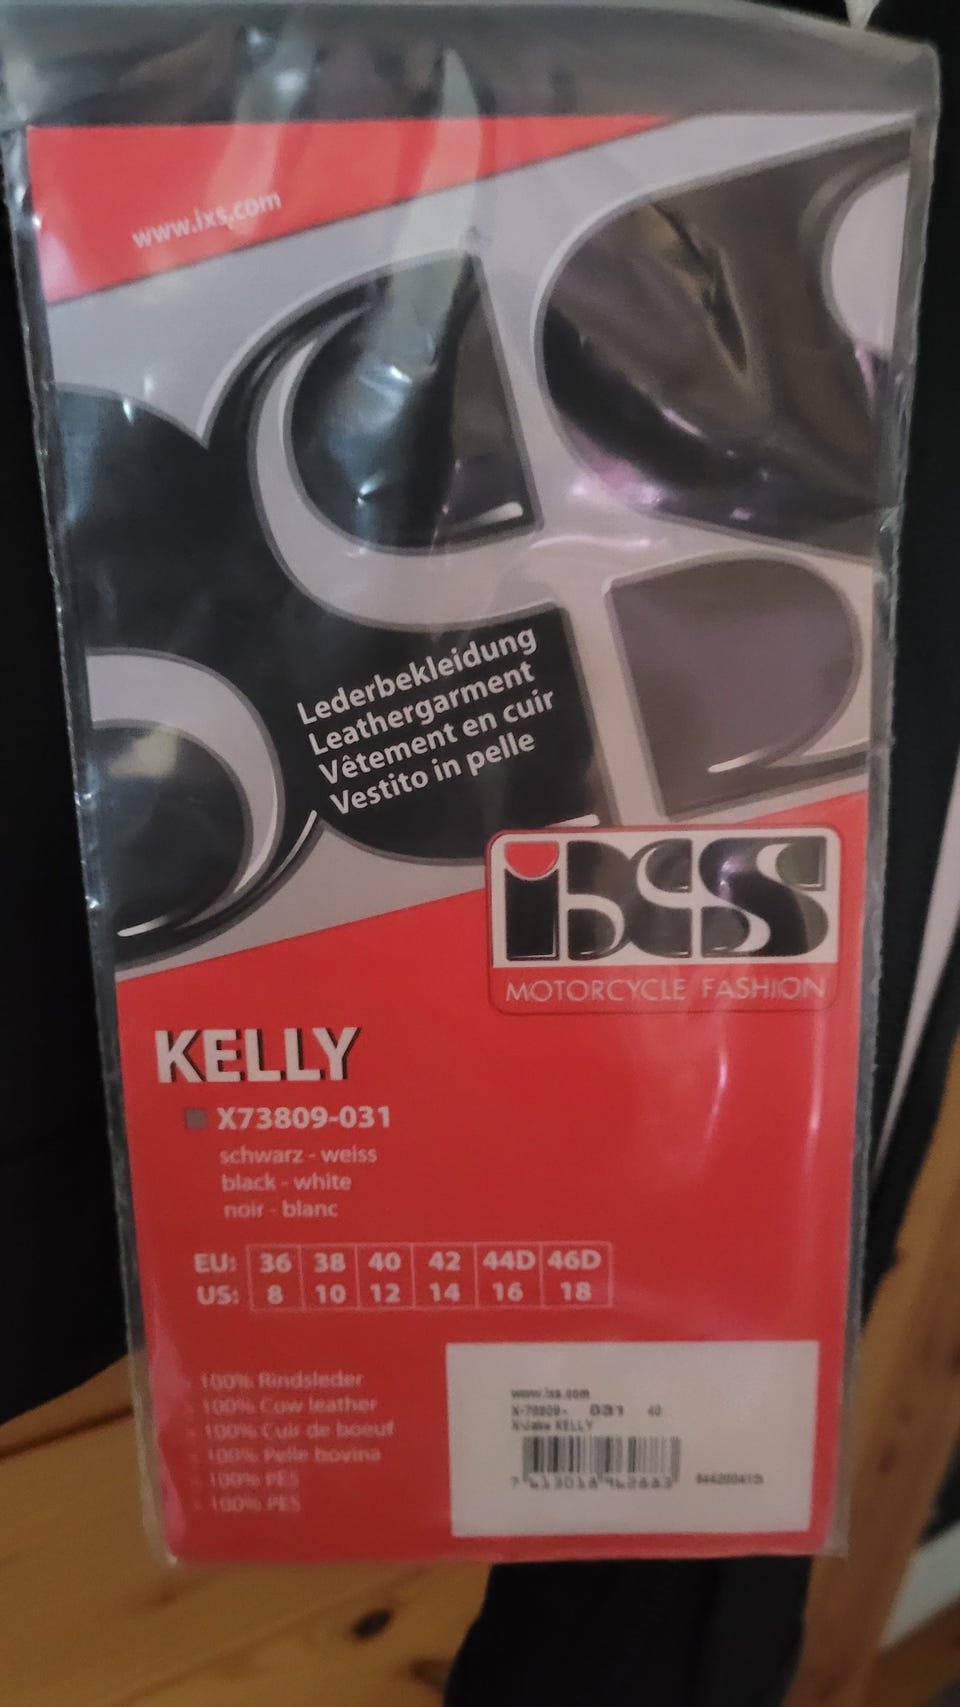 www.ixs.com
Lederbekleidung
Leathergarment
Vêtement en cuir
Vestito in pelle
ixs
MOTORCYCLE FASHION
KELLY
X73809-031
schwarz - weiss
black - white
noir - blanc
EU: 36 38 40 42 44D 46D
US: 8 10 12 14 16 18
100% Rindsleder
100% Cow leather
100% Cuir de boeuf
100% Pelle bovina
100% PES
100% PES
www.ixs.com
X-73809- 031 40
KELLY